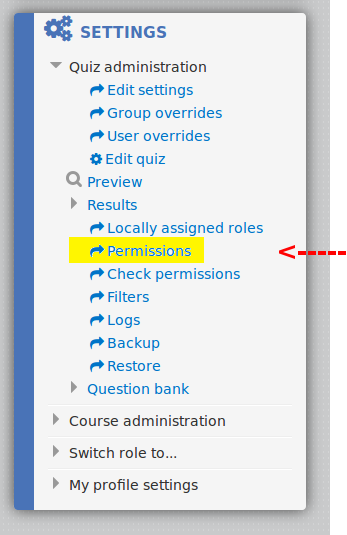 SETTINGS
Quiz administration
Edit settings
Group overrides
User overrides
Edit quiz
Preview
Results
Locally assigned roles
Permissions
Check permissions
Filters
Logs
Backup
Restore
Question bank
Course administration
Switch role to...
My profile settings